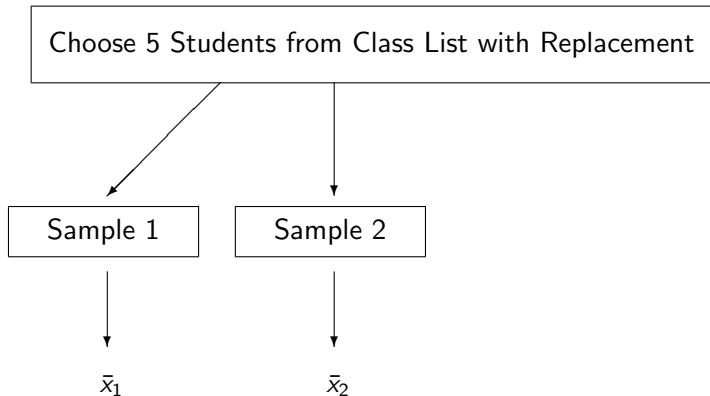 Choose 5 Students from Class List with Replacement
Sample 1 Sample 2
x̄₁ x̄₂